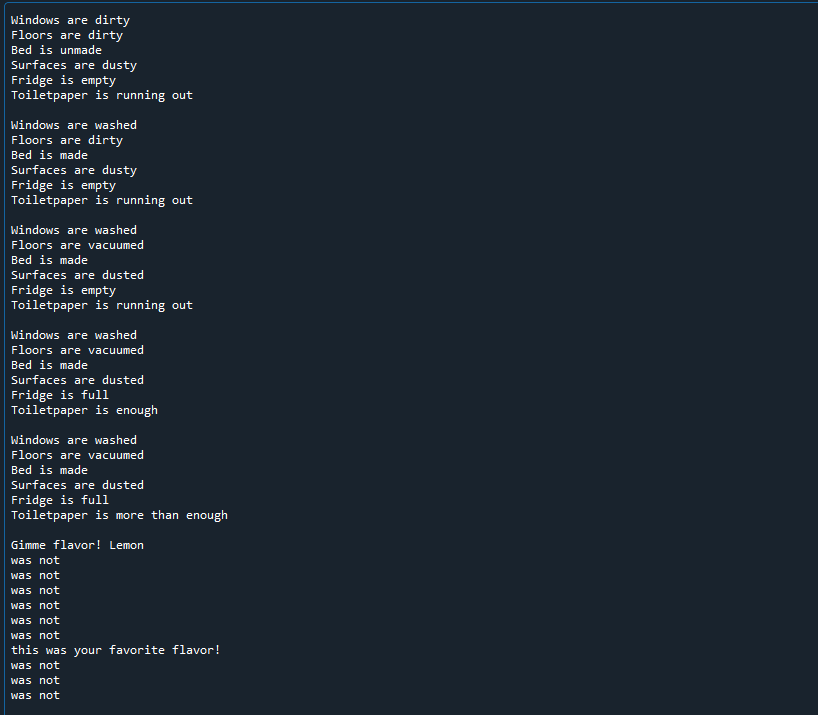 Windows are dirty
Floors are dirty
Bed is unmade
Surfaces are dusty
Fridge is empty
Toiletpaper is running out

Windows are washed
Floors are dirty
Bed is made
Surfaces are dusty
Fridge is empty
Toiletpaper is running out

Windows are washed
Floors are vacuumed
Bed is made
Surfaces are dusted
Fridge is empty
Toiletpaper is running out

Windows are washed
Floors are vacuumed
Bed is made
Surfaces are dusted
Fridge is full
Toiletpaper is enough

Windows are washed
Floors are vacuumed
Bed is made
Surfaces are dusted
Fridge is full
Toiletpaper is more than enough

Gimme flavor! Lemon
was not
was not
was not
was not
was not
was not
this was your favorite flavor!
was not
was not
was not